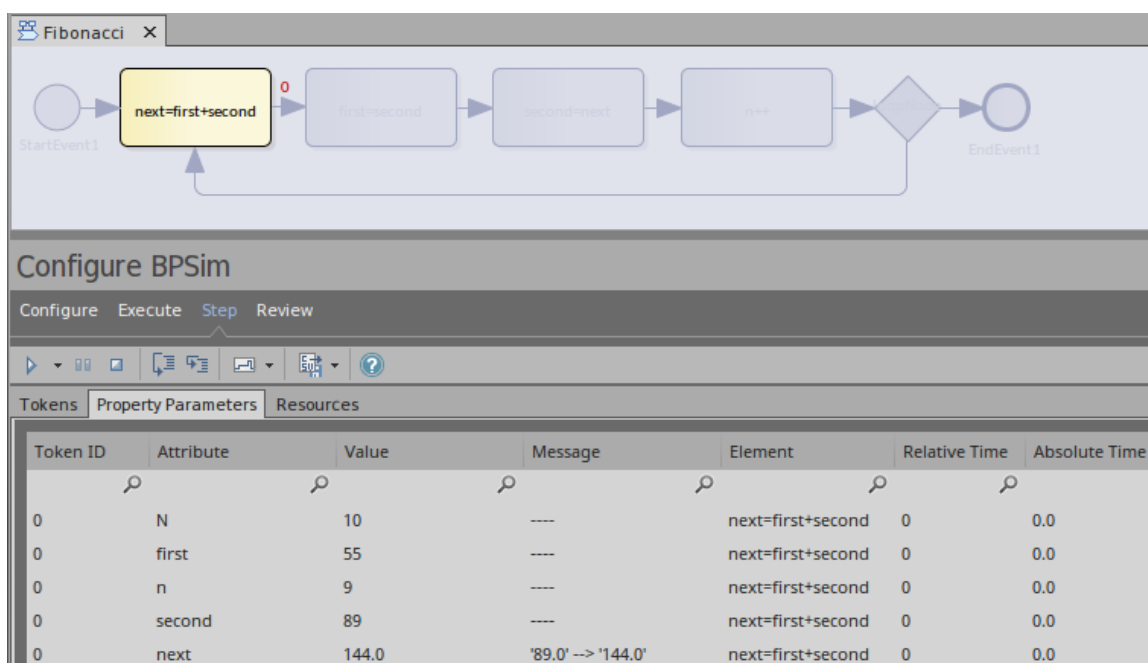 Fibonacci
0
next=first+second
first=second
second=next
n++
StartEvent1
EndEvent1
Configure BPSim
Configure Execute Step Review
Tokens Property Parameters Resources
Token ID Attribute Value Message Element Relative Time Absolute Time
0 N 10 ---- next=first+second 0 0.0
0 first 55 ---- next=first+second 0 0.0
0 n 9 ---- next=first+second 0 0.0
0 second 89 ---- next=first+second 0 0.0
0 next 144.0 '89.0' --> '144.0' next=first+second 0 0.0